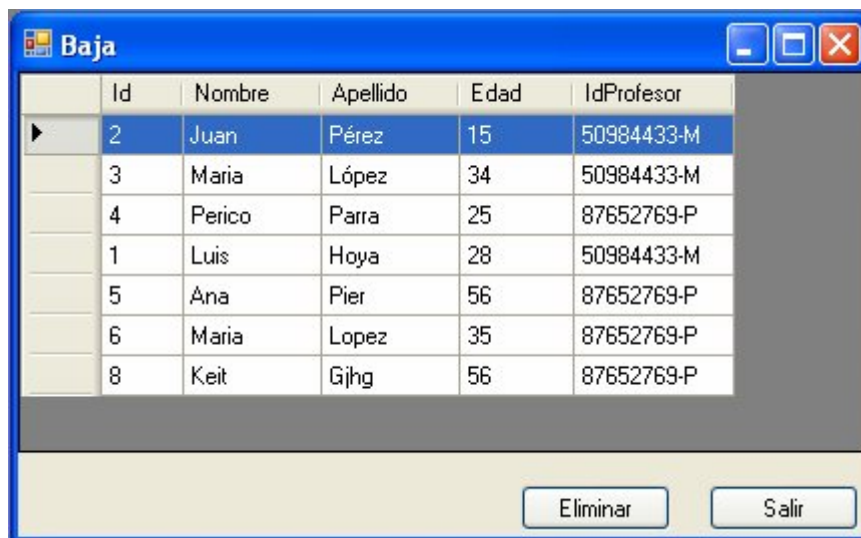 Baja
Id Nombre Apellido Edad IdProfesor
2 Juan Pérez 15 50984433-M
3 Maria López 34 50984433-M
4 Perico Parra 25 87652769-P
1 Luis Hoya 28 50984433-M
5 Ana Pier 56 87652769-P
6 Maria Lopez 35 87652769-P
8 Keit Gjhg 56 87652769-P
Eliminar Salir